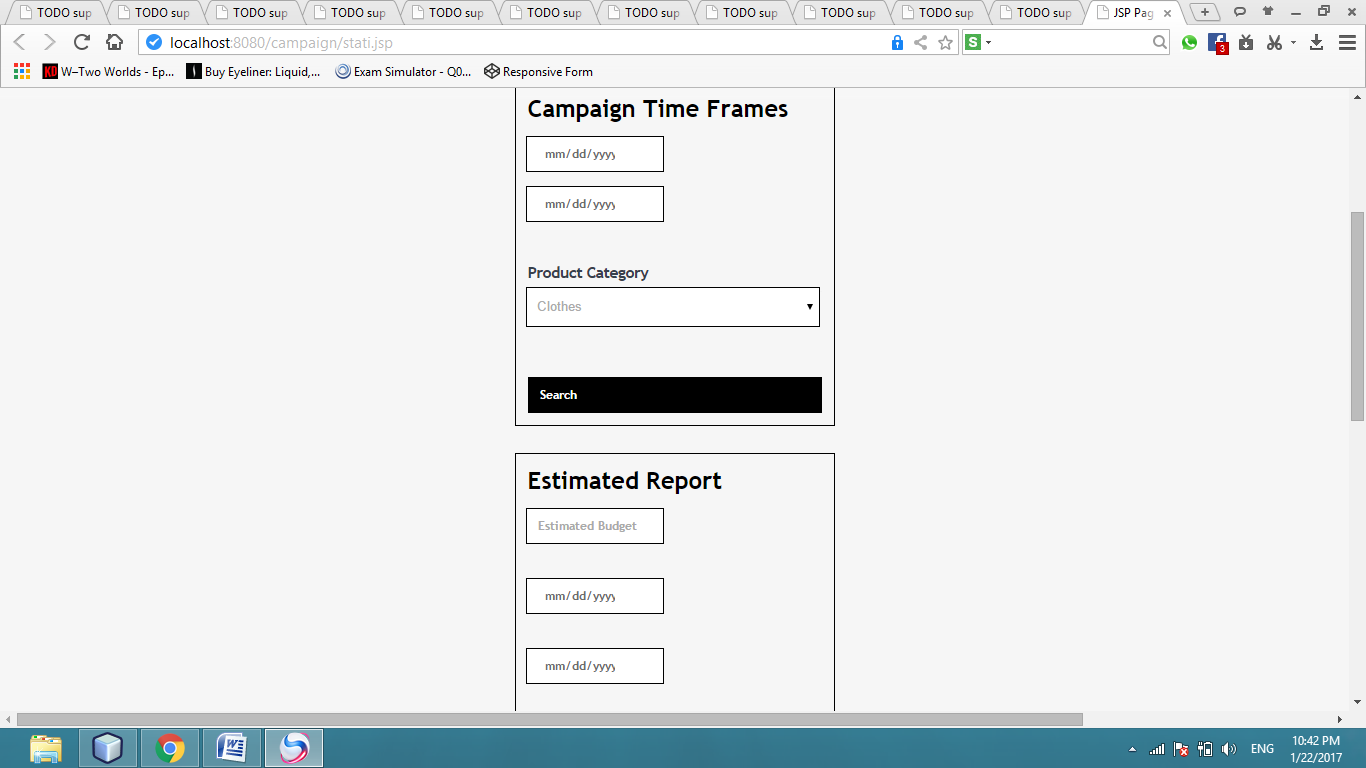 TODO sup TODO sup TODO sup TODO sup TODO sup TODO sup TODO sup TODO sup TODO sup TODO sup TODO sup JSP Pag
localhost:8080/campaign/stati.jsp
S
3
KD W–Two Worlds - Ep... Buy Eyeliner: Liquid,... Exam Simulator - Q0... Responsive Form
Campaign Time Frames
mm/dd/yyyy
mm/dd/yyyy
Product Category
Clothes
Search
Estimated Report
Estimated Budget
mm/dd/yyyy
mm/dd/yyyy
W
ENG
10:42 PM
1/22/2017